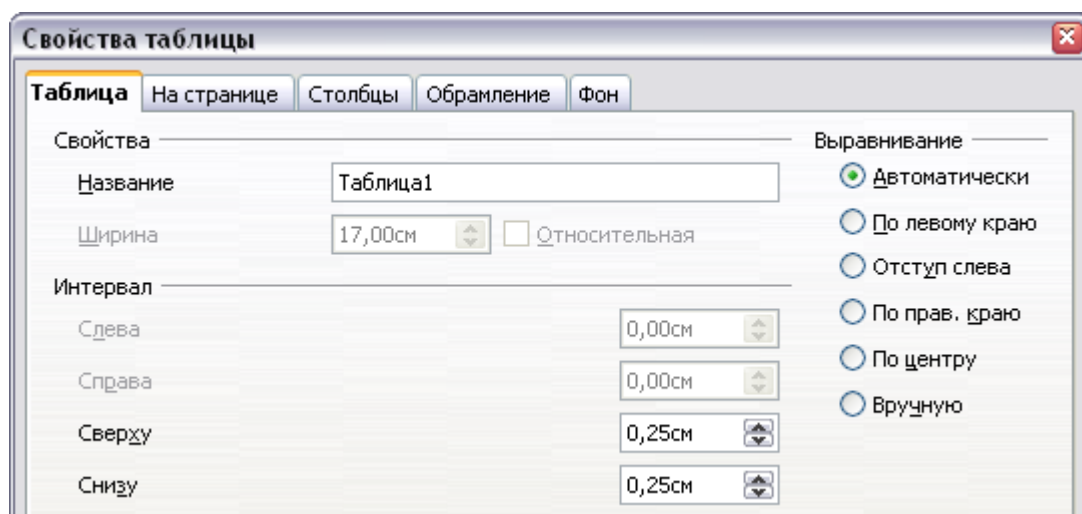 Свойства таблицы
Таблица На странице Столбцы Обрамление Фон
Свойства
Название Таблица1
Ширина 17,00см Относительная
Интервал
Слева 0,00см
Справа 0,00см
Сверху 0,25см
Снизу 0,25см
Выравнивание
Автоматически
По левому краю
Отступ слева
По прав. краю
По центру
Вручную